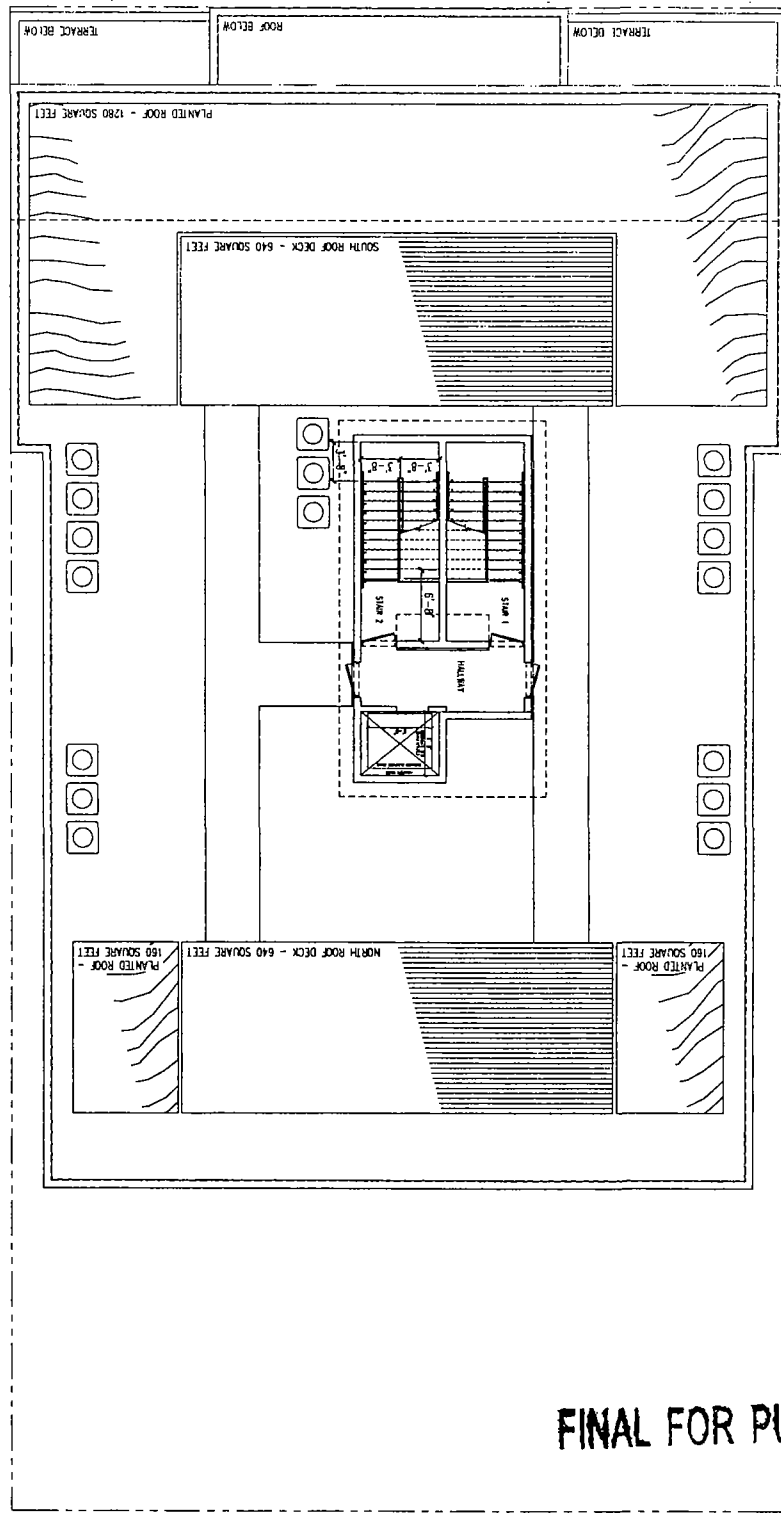 TERRACE BELOW
ROOF BELOW
TERRACE BELOW
PLANTED ROOF - 1280 SQUARE FEET
SOUTH ROOF DECK - 640 SQUARE FEET
3'-8"
3'-8"
3'-8"
6'-8"
STAIR 2
STAIR 1
HALLWAY
PLANTED ROOF -
160 SQUARE FEET
NORTH ROOF DECK - 640 SQUARE FEET
PLANTED ROOF -
160 SQUARE FEET
FINAL FOR PU